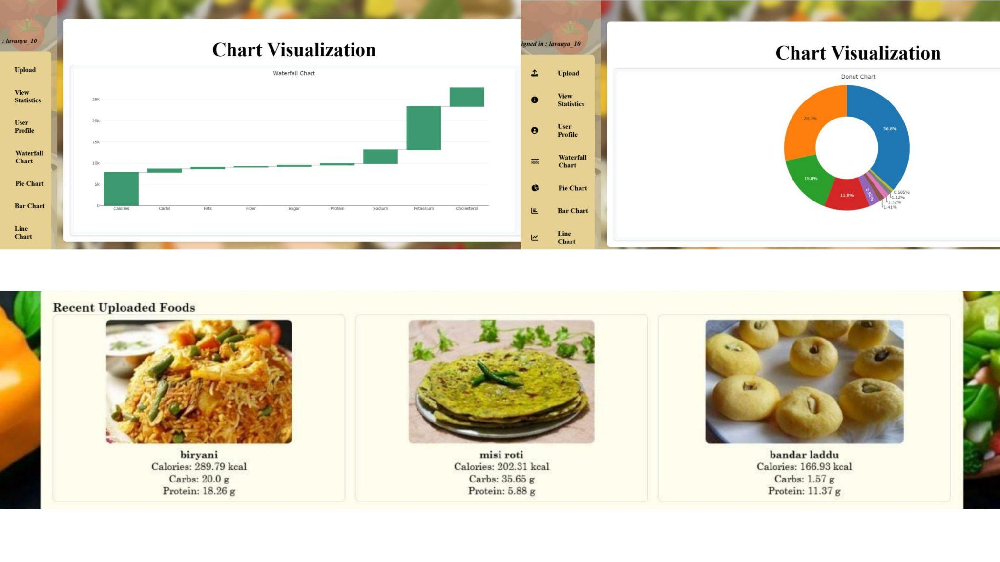 : lavanya_10
Upload
View
Statistics
User
Profile
Waterfall
Chart
Pie Chart
Bar Chart
Line
Chart
Chart Visualization
Waterfall Chart
25k
20k
15k
10k
5k
0
Calories Carbs Fats Fiber Sugar Protein Sodium Potassium Cholesterol
igned in : lavanya_10
Upload
View
Statistics
User
Profile
Waterfall
Chart
Pie Chart
Bar Chart
Line
Chart
Chart Visualization
Donut Chart
28.3%
36.8%
15.8%
11.8%
2.92%
0.585%
1.12%
1.32%
1.41%
Recent Uploaded Foods
biryani
Calories: 289.79 kcal
Carbs: 20.0 g
Protein: 18.26 g
misi roti
Calories: 202.31 kcal
Carbs: 35.65 g
Protein: 5.88 g
bandar laddu
Calories: 166.93 kcal
Carbs: 1.57 g
Protein: 11.37 g